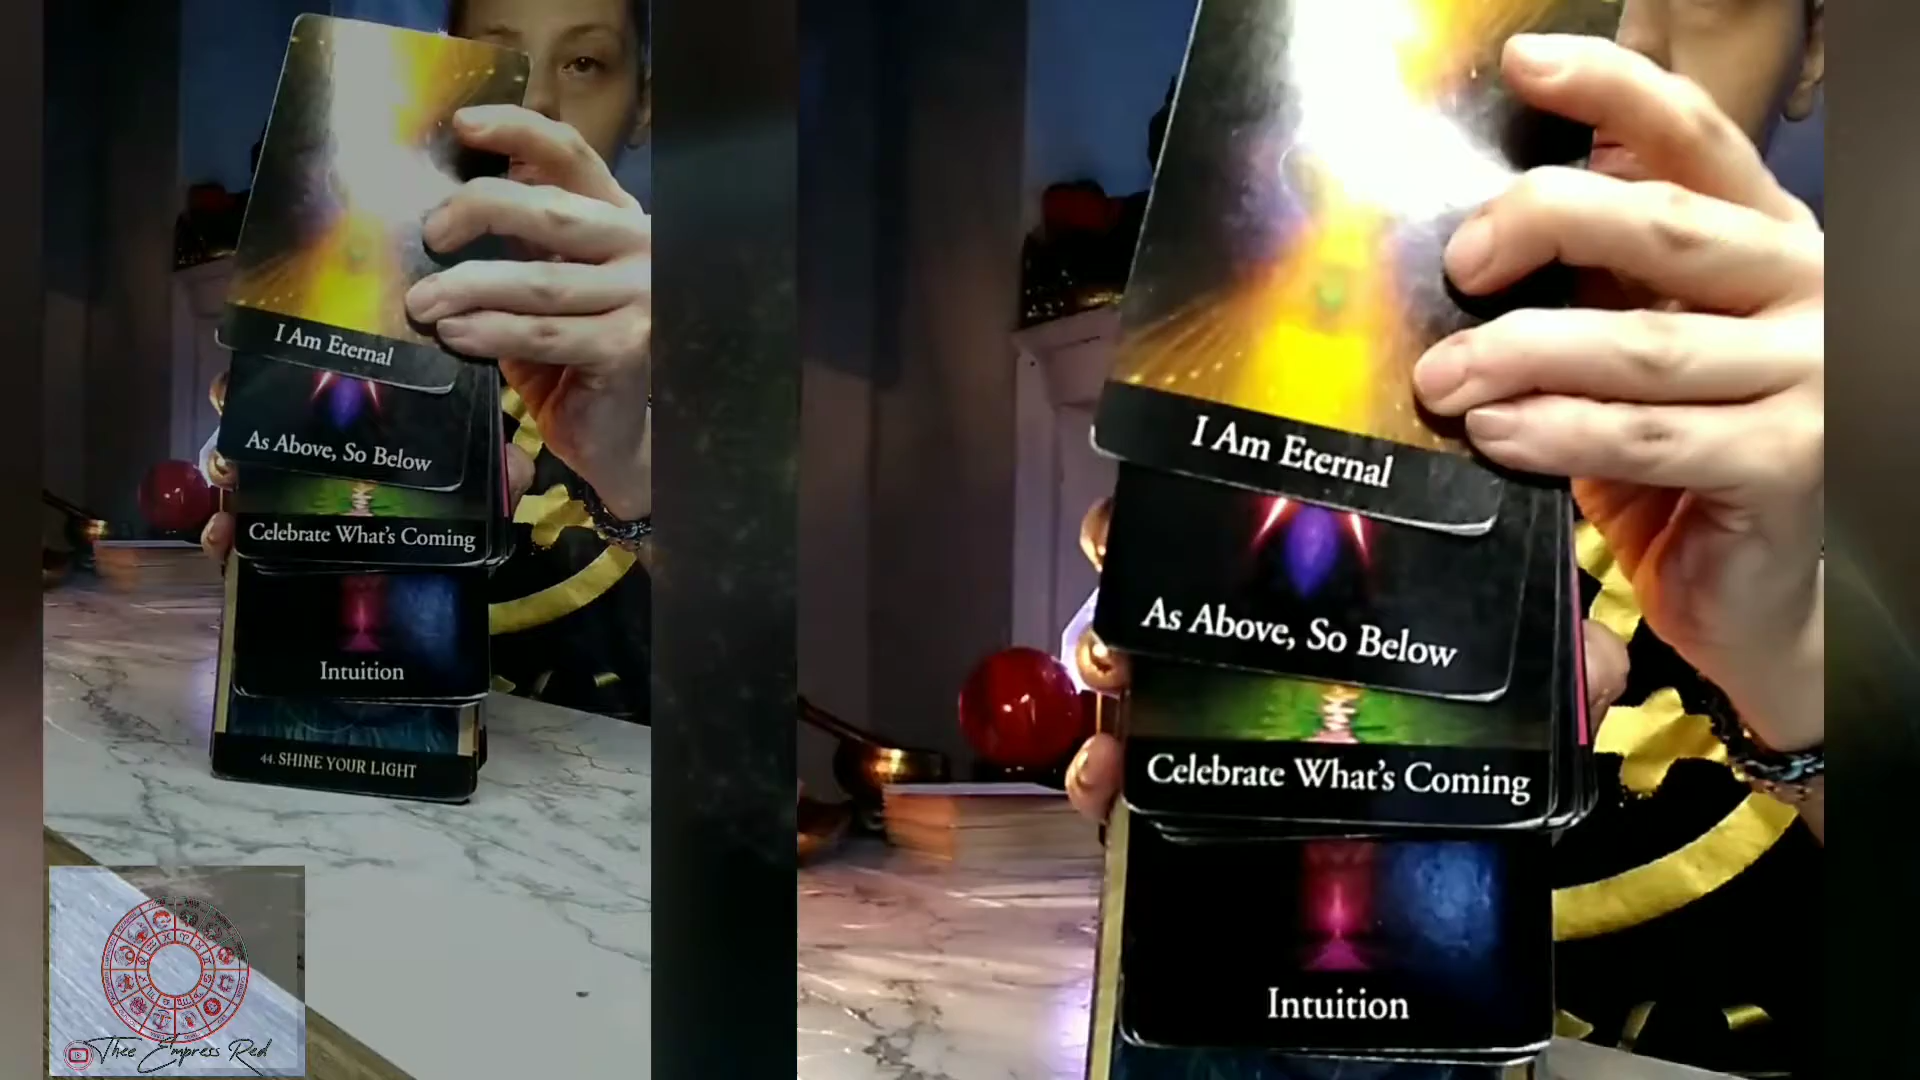 I Am Eternal
As Above, So Below
Celebrate What's Coming
Intuition
44. SHINE YOUR LIGHT
Thee Empress Red
I Am Eternal
As Above, So Below
Celebrate What's Coming
Intuition